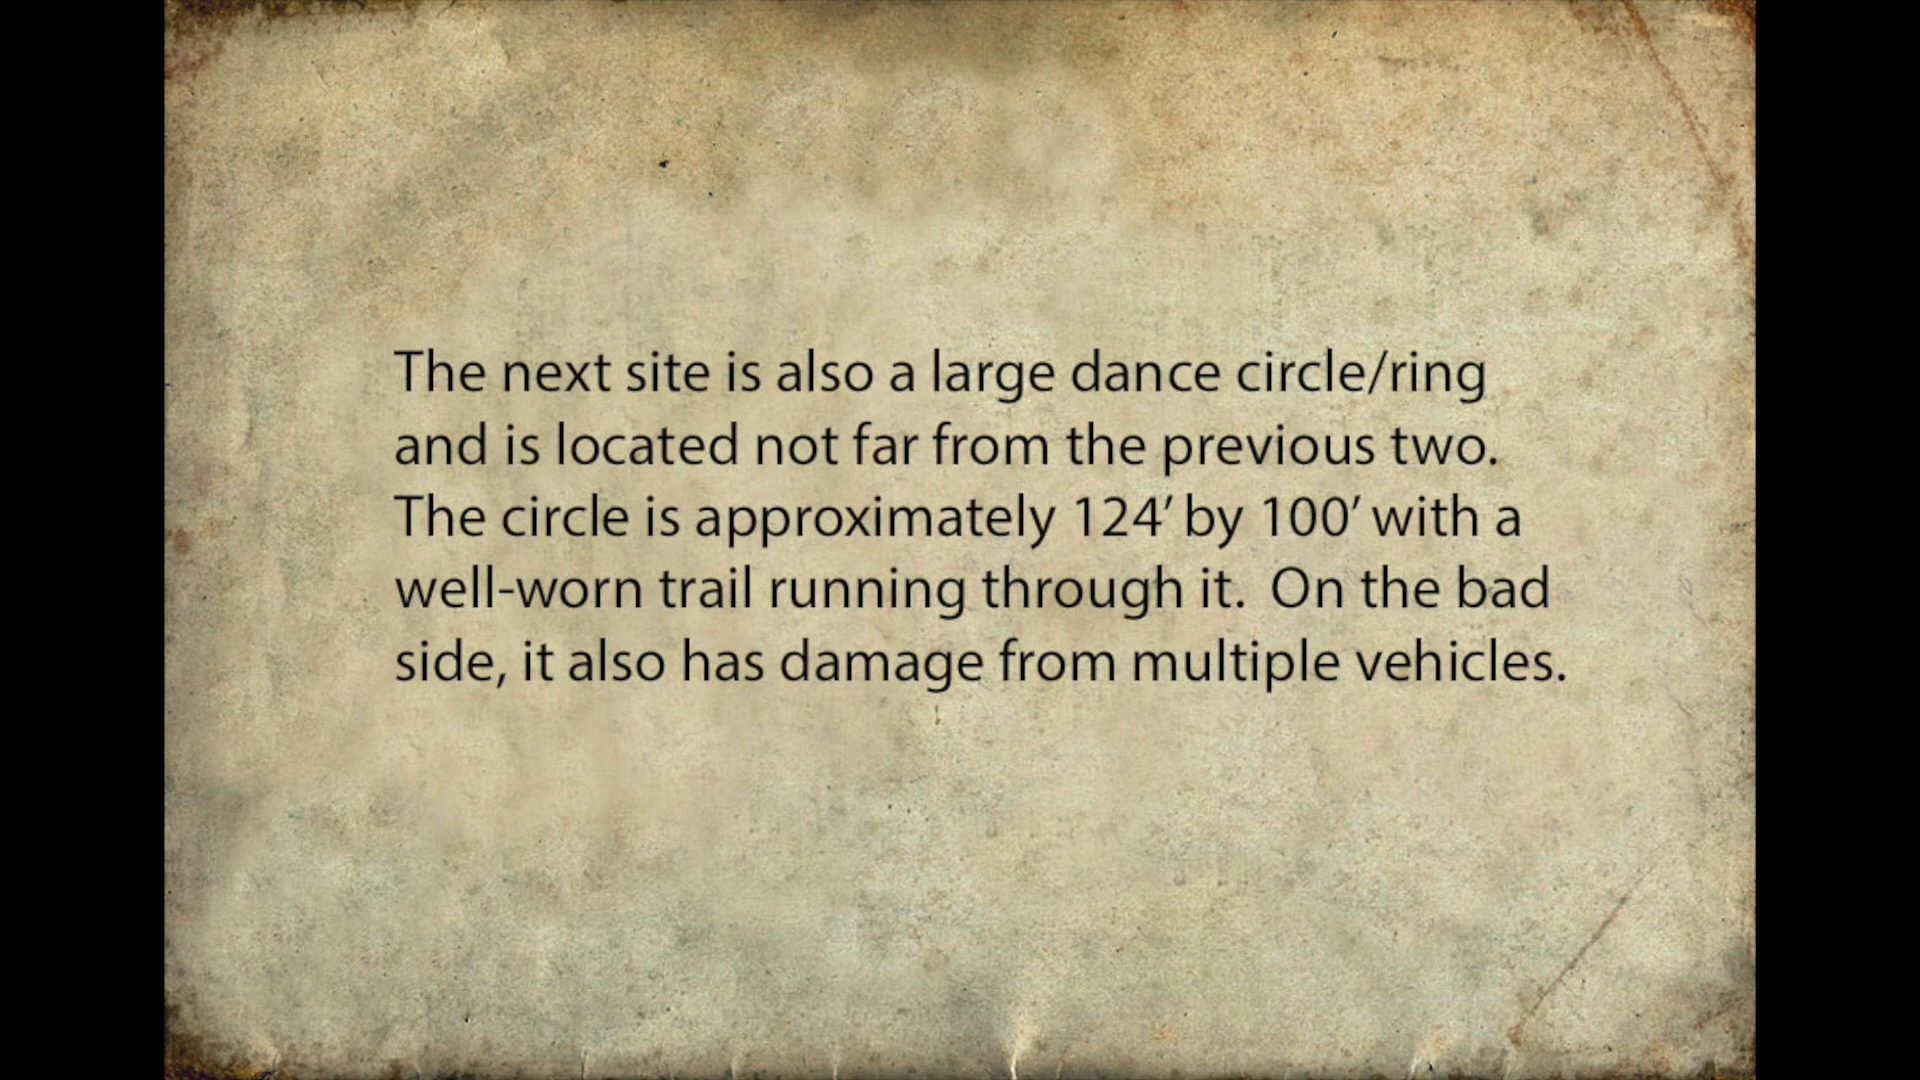 The next site is also a large dance circle/ring
and is located not far from the previous two.
The circle is approximately 124’ by 100’ with a
well-worn trail running through it.  On the bad
side, it also has damage from multiple vehicles.